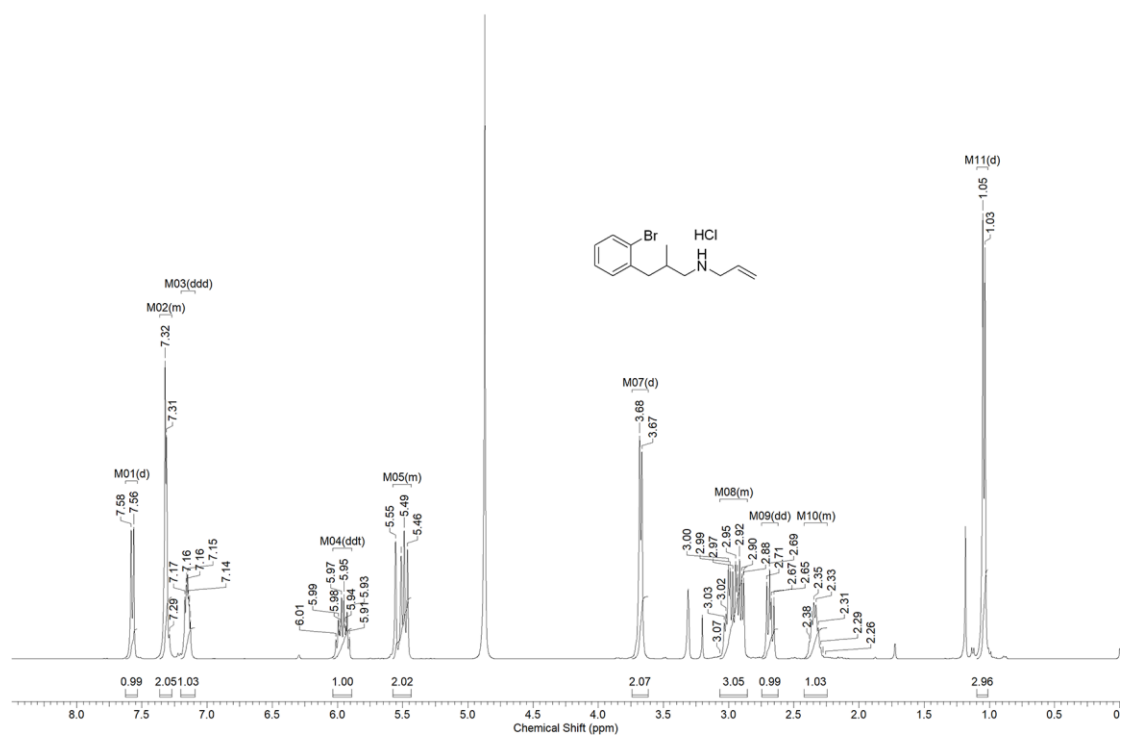 M11(d)
1.05
1.03
HCl
Br
H
N
M03(ddd)
M02(m)
7.32
7.31
7.29
7.17
7.16
7.16
7.15
7.14
M01(d)
7.58
7.56
M04(ddt)
6.01
5.99
5.98
5.97
5.95
5.94
5.93
5.91
M05(m)
5.55
5.49
5.46
M07(d)
3.68
3.67
M08(m)
3.07
3.03
3.02
3.00
2.99
2.97
2.95
2.92
2.90
2.88
M09(dd)
2.71
2.69
2.67
2.65
M10(m)
2.38
2.35
2.33
2.31
2.29
2.26
0.99 2.05 1.03 1.00 2.02 2.07 3.05 0.99 1.03 2.96
8.0 7.5 7.0 6.5 6.0 5.5 5.0 4.5 4.0 3.5 3.0 2.5 2.0 1.5 1.0 0.5 0
Chemical Shift (ppm)